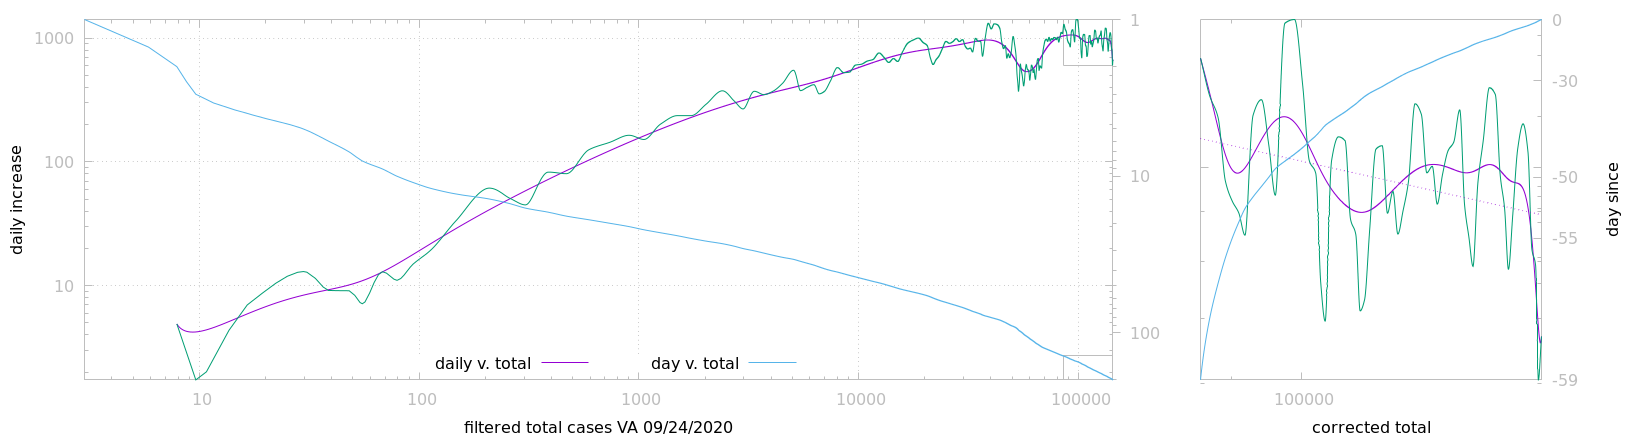 1000
100
10
daily increase
10
100
1000
10000
100000
filtered total cases VA 09/24/2020
daily v. total
day v. total
1
10
100
100000
corrected total
0
-30
-50
-55
-59
day since